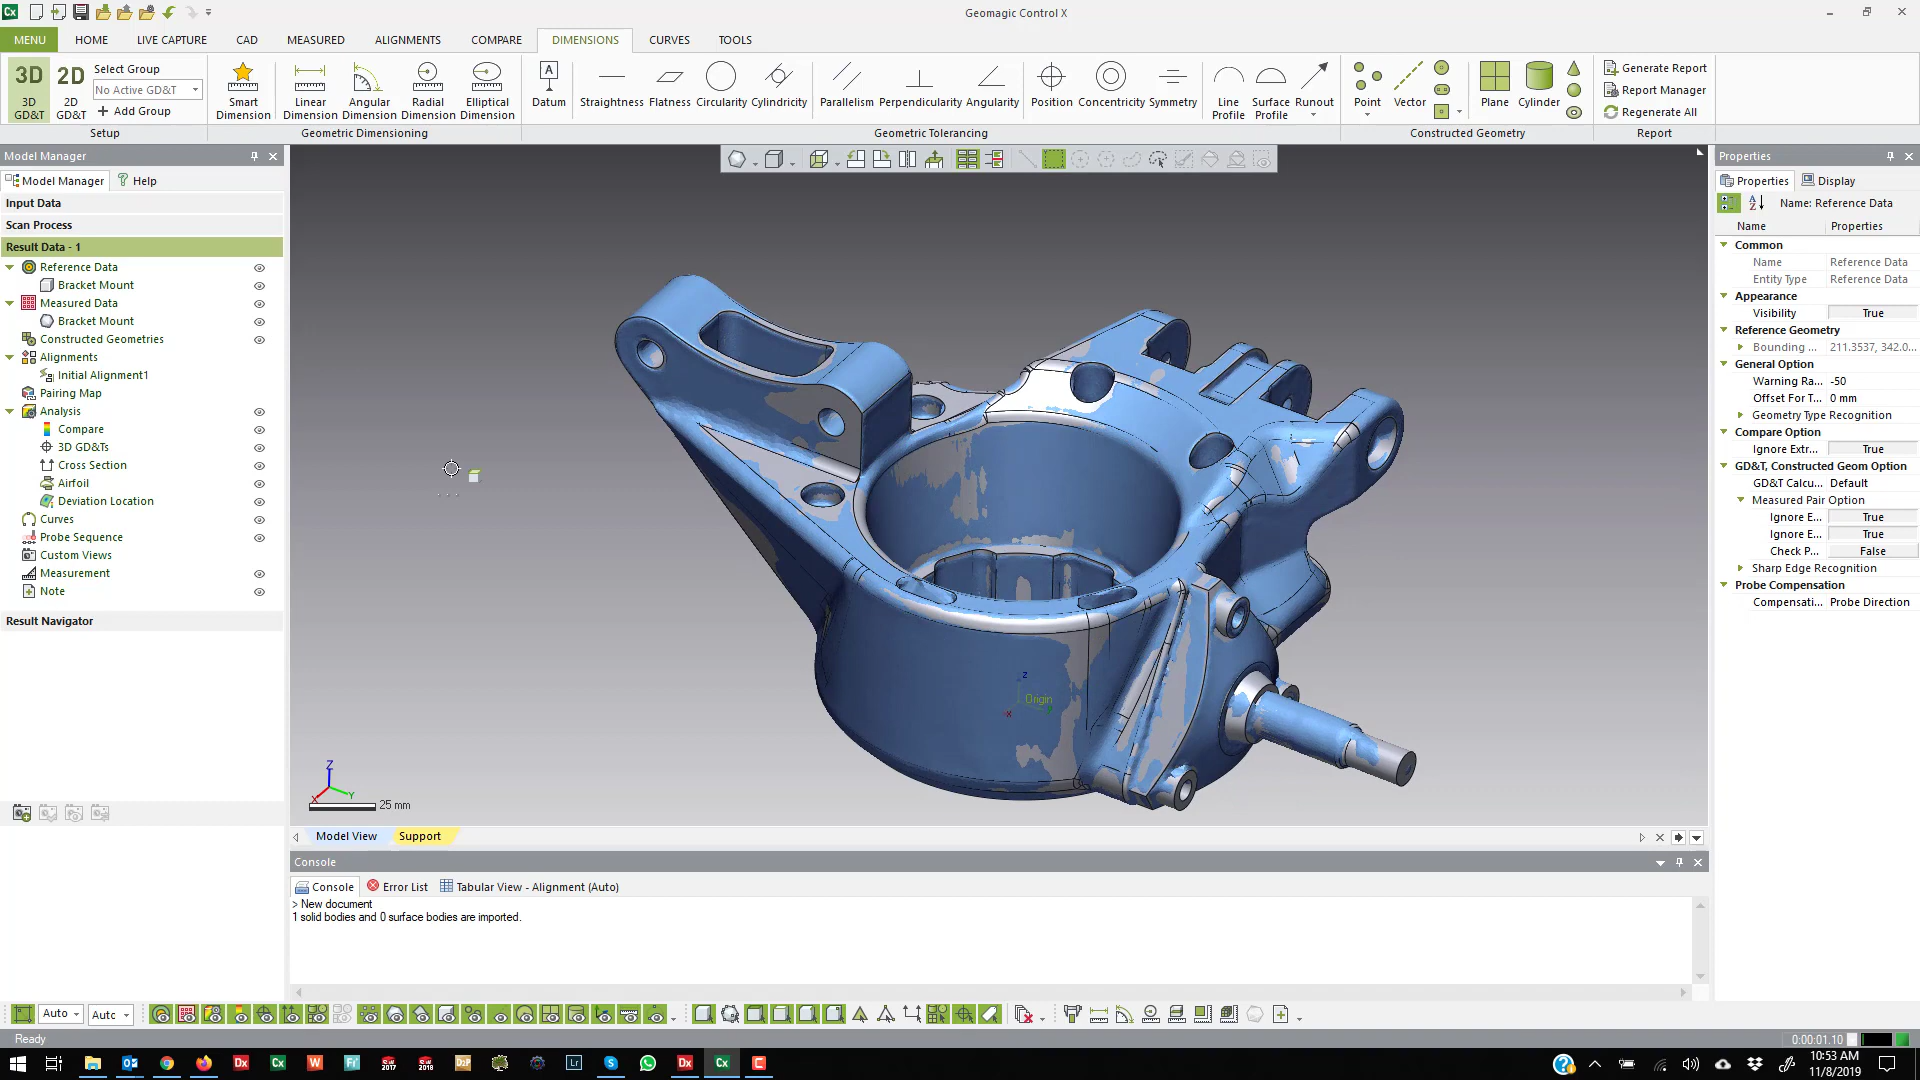 Cx
Geomagic Control X
MENU
HOME
LIVE CAPTURE
CAD
MEASURED
ALIGNMENTS
COMPARE
DIMENSIONS
CURVES
TOOLS
3D
3D
GD&T
2D
2D
GD&T
Select Group
No Active GD&T
+ Add Group
Setup
Smart
Dimension
Linear
Dimension
Angular
Dimension
Radial
Dimension
Elliptical
Dimension
Geometric Dimensioning
A
Datum
Straightness
Flatness
Circularity
Cylindricity
Parallelism
Perpendicularity
Angularity
Position
Concentricity
Symmetry
Line
Profile
Surface
Profile
Runout
Geometric Tolerancing
Point
Vector
Plane
Cylinder
Constructed Geometry
Generate Report
Report Manager
Regenerate All
Report
Model Manager
Model Manager
? Help
Input Data
Scan Process
Result Data - 1
Reference Data
Bracket Mount
Measured Data
Bracket Mount
Constructed Geometries
Alignments
Initial Alignment1
Pairing Map
Analysis
Compare
3D GD&Ts
Cross Section
Airfoil
Deviation Location
Curves
Probe Sequence
Custom Views
Measurement
Note
Result Navigator
Z
Origin
X
Z
X
Y
25 mm
Model View
Support
Console
Console
Error List
Tabular View - Alignment (Auto)
> New document
1 solid bodies and 0 surface bodies are imported.
Properties
Properties
Display
Name: Reference Data
Name
Properties
Common
Name
Reference Data
Entity Type
Reference Data
Appearance
Visibility
True
Reference Geometry
Bounding ...
211.3537, 342.0...
General Option
Warning Ra...
-50
Offset For T...
0 mm
Geometry Type Recognition
Compare Option
Ignore Extr...
True
GD&T, Constructed Geom Option
GD&T Calcu...
Default
Measured Pair Option
Ignore E...
True
Ignore E...
True
Check P...
False
Sharp Edge Recognition
Probe Compensation
Compensati...
Probe Direction
Auto
Autc
Ready
0:00:01.10
Dx
Cx
W
2017
2018
Lr
S
Dx
Cx
C
10:53 AM
11/8/2019